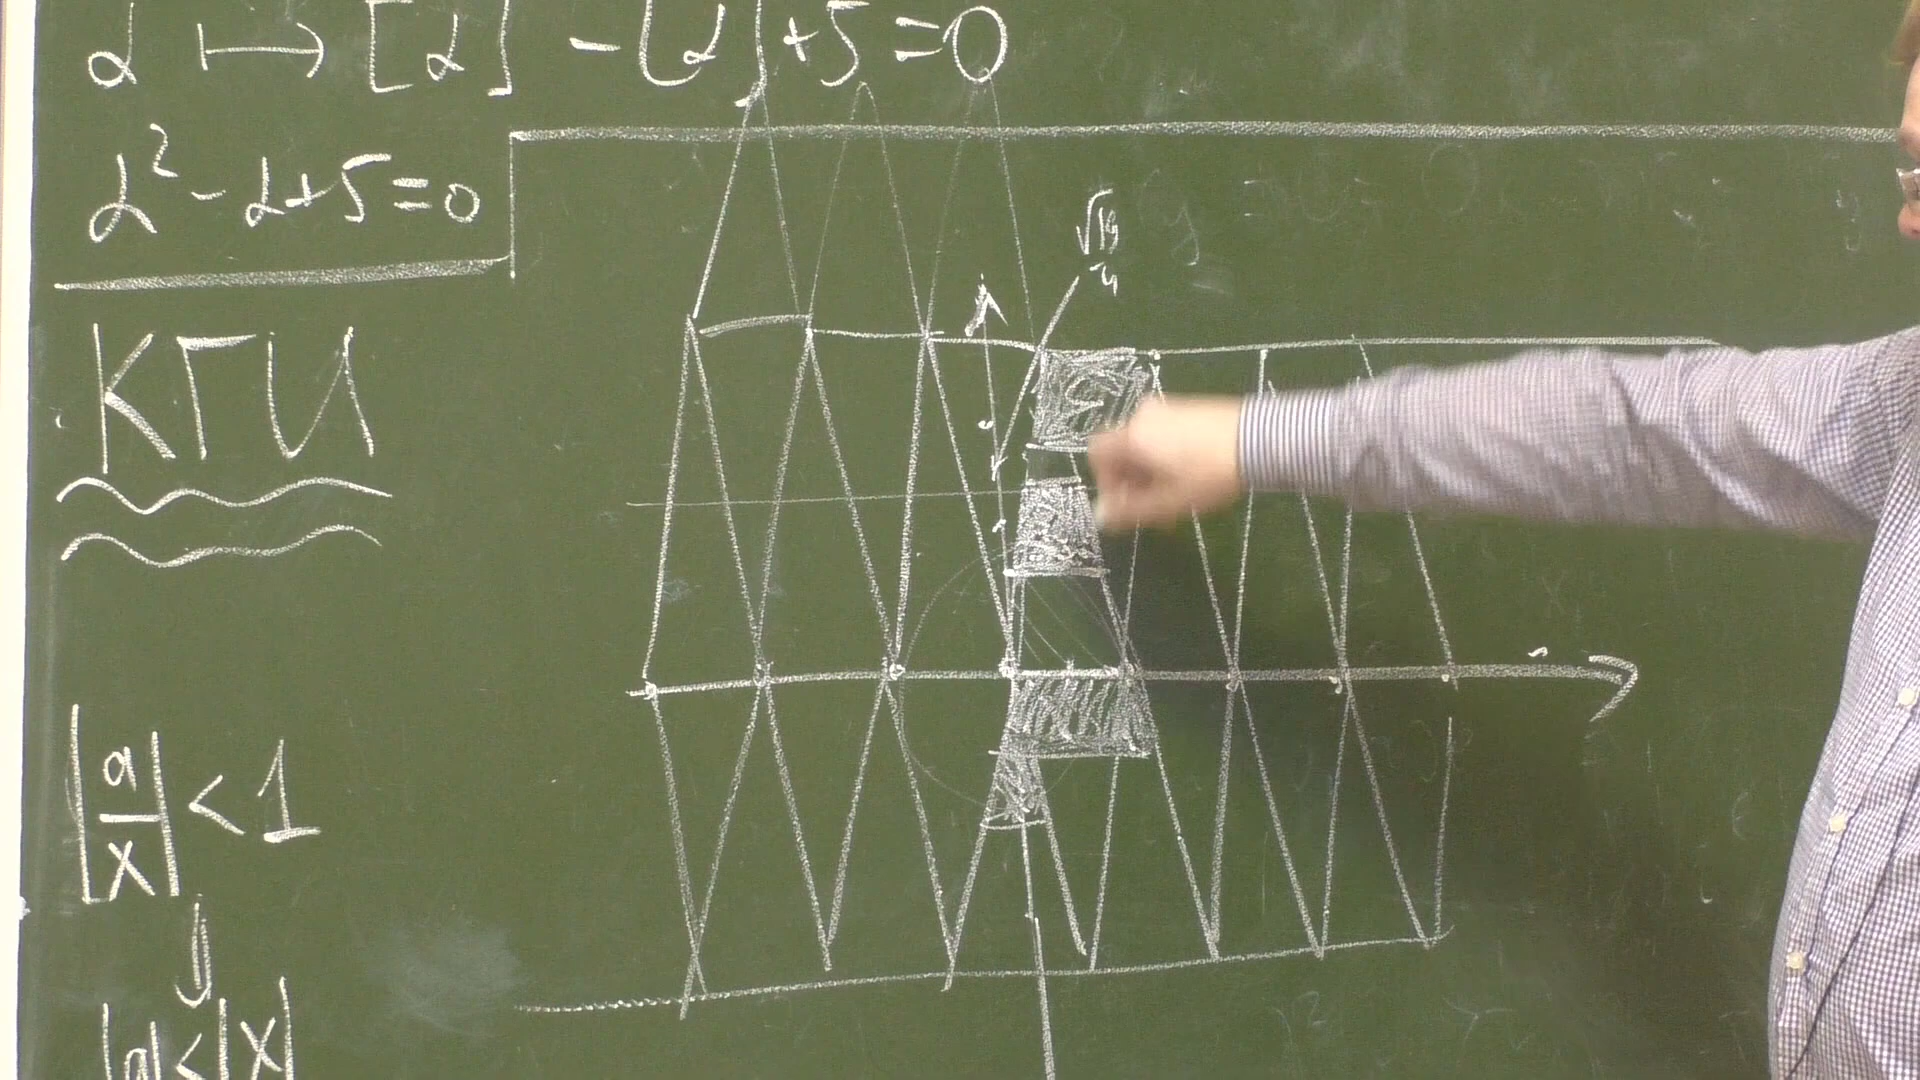 α ↦ [α] - [α] + 5 = 0
α² - α + 5 = 0
√19
4
КГИ
|a/x| < 1
|a| < |x|